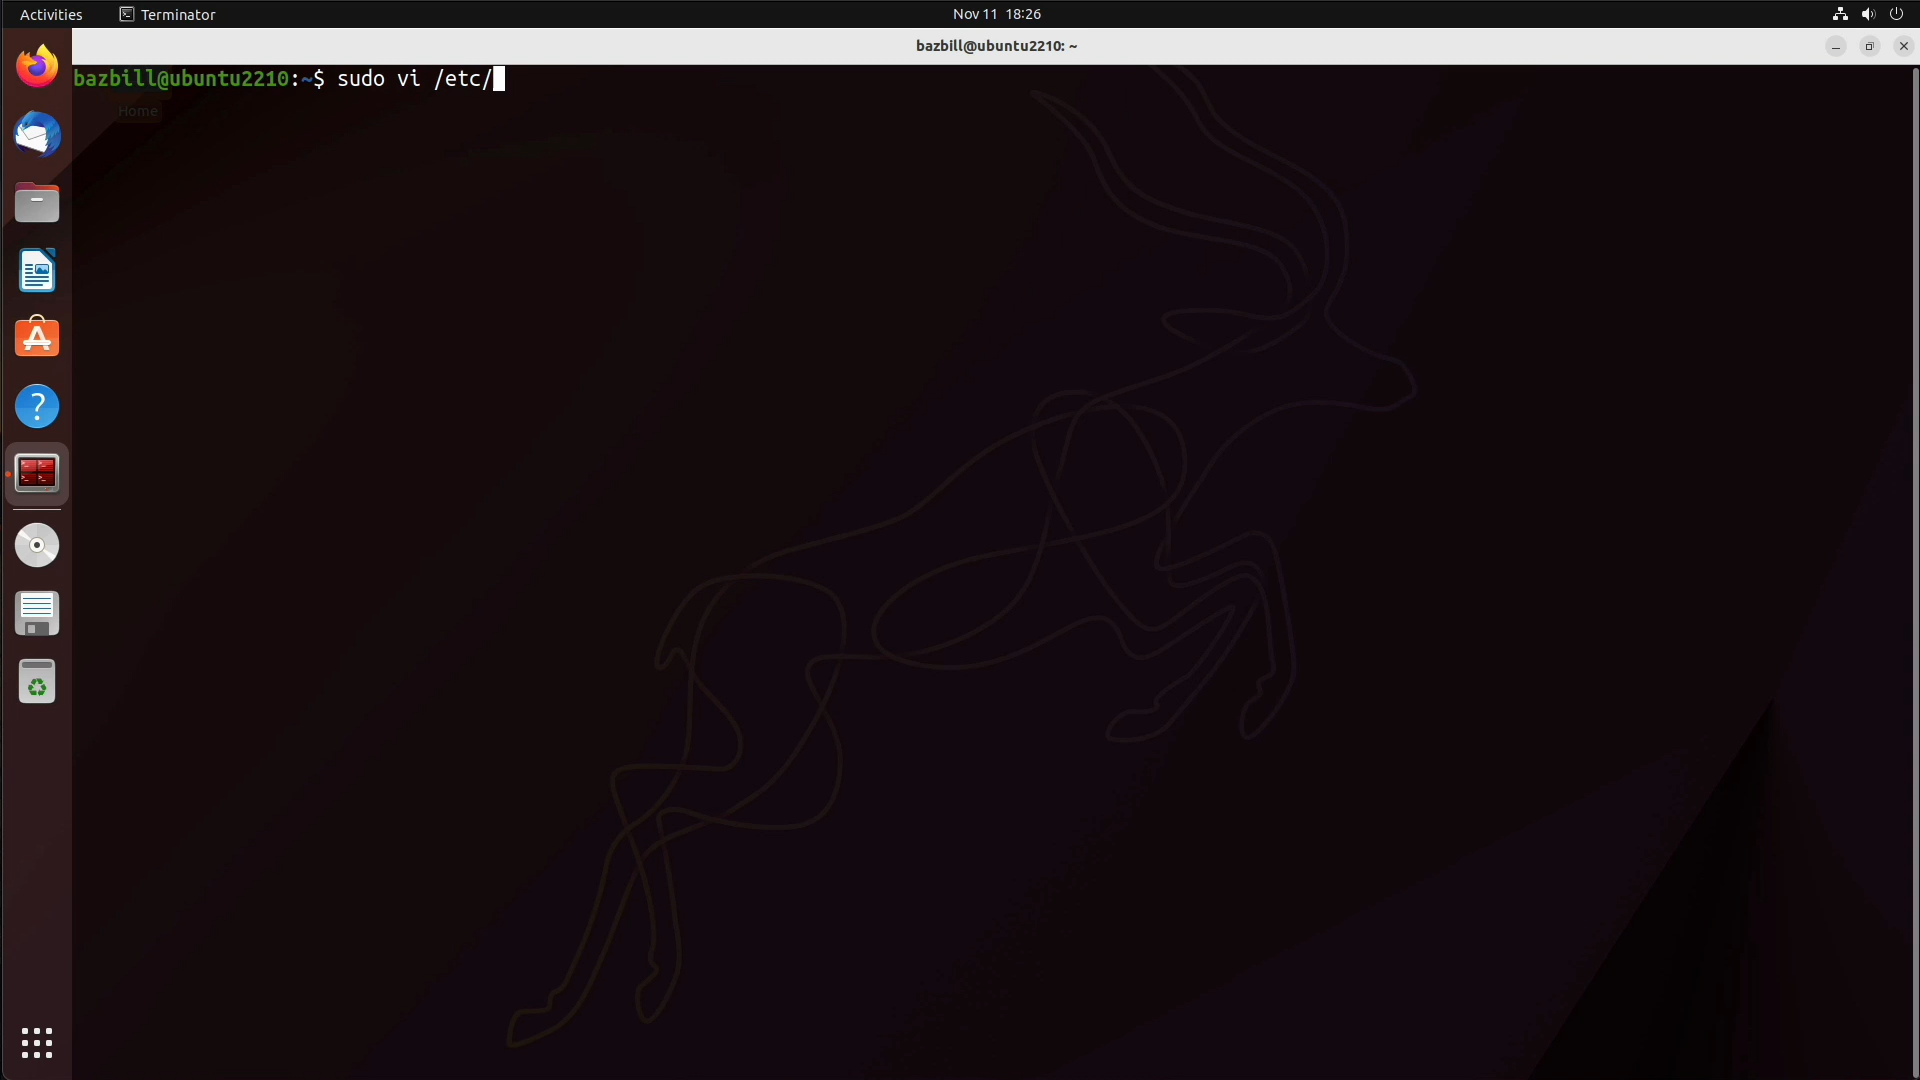 Activities
Terminator
Nov 11 18:26
bazbill@ubuntu2210: ~
bazbill@ubuntu2210:~$ sudo vi /etc/
Home